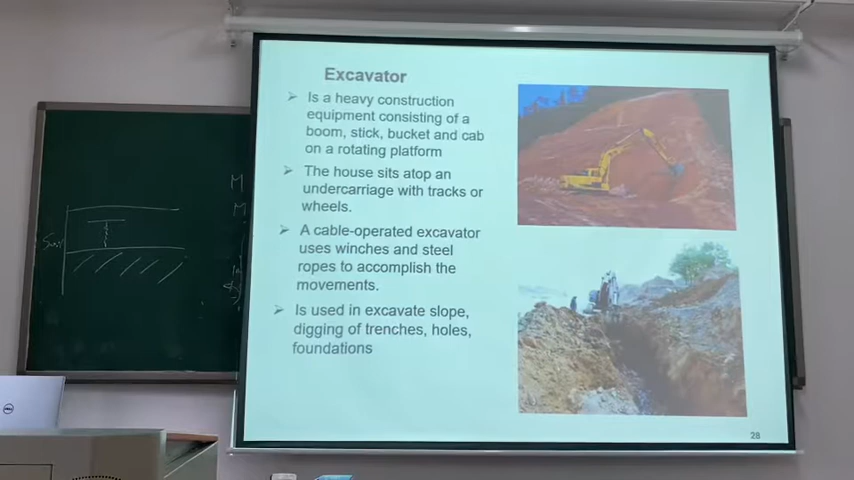 Excavator
➢ Is a heavy construction
equipment consisting of a
boom, stick, bucket and cab
on a rotating platform.
➢ The house sits atop an
undercarriage with tracks or
wheels.
➢ A cable-operated excavator
uses winches and steel
ropes to accomplish the
movements.
➢ Is used in excavate slope,
digging of trenches, holes,
foundations
28
DELL